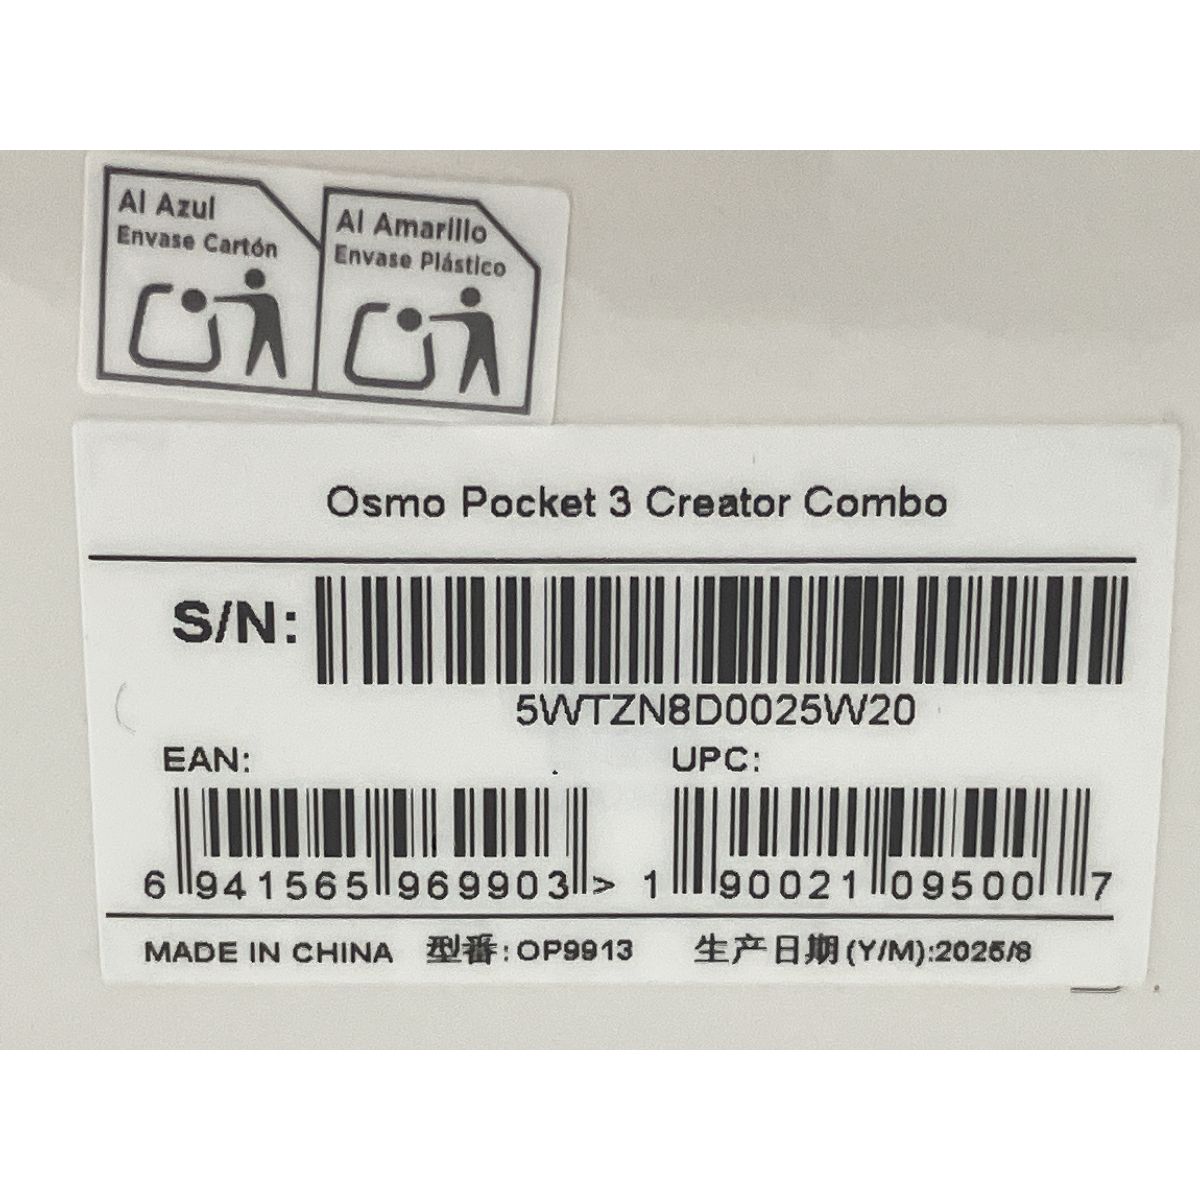 Al Azul
Envase Cartón
Al Amarillo
Envase Plástico
Osmo Pocket 3 Creator Combo
S/N:
5WTZN8D0025W20
EAN:
UPC:
6 941565 969903 >
1 90021 09500 7
MADE IN CHINA 型番: OP9913 生产日期(Y/M):2025/8